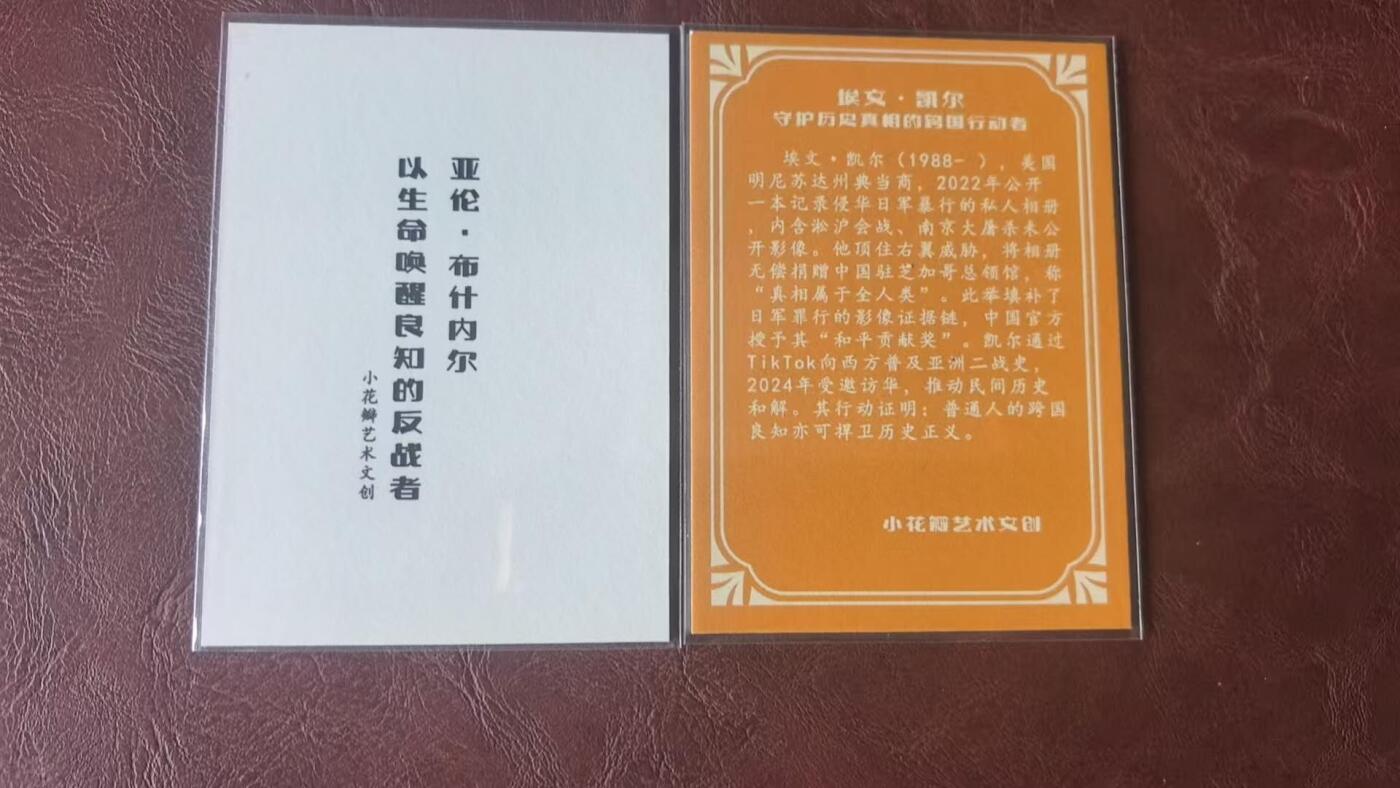 亚伦·布什内尔
以生命唤醒良知的反战者
小花瓣艺术文创
埃文·凯尔
守护历史真相的跨国行动者
埃文·凯尔（1988- ），美国
明尼苏达州典当商，2022年公开
一本记录侵华日军暴行的私人相册
，内含淞沪会战、南京大屠杀未公
开影像。他顶住右翼威胁，将相册
无偿捐赠中国驻芝加哥总领馆，称
“真相属于全人类”。此举填补了
日军罪行的影像证据链，中国官方
授予其“和平贡献奖”。凯尔通过
TikTok向西方普及亚洲二战史，
2024年受邀访华，推动民间历史
和解。其行动证明：普通人的跨国
良知亦可捍卫历史正义。
小花瓣艺术文创